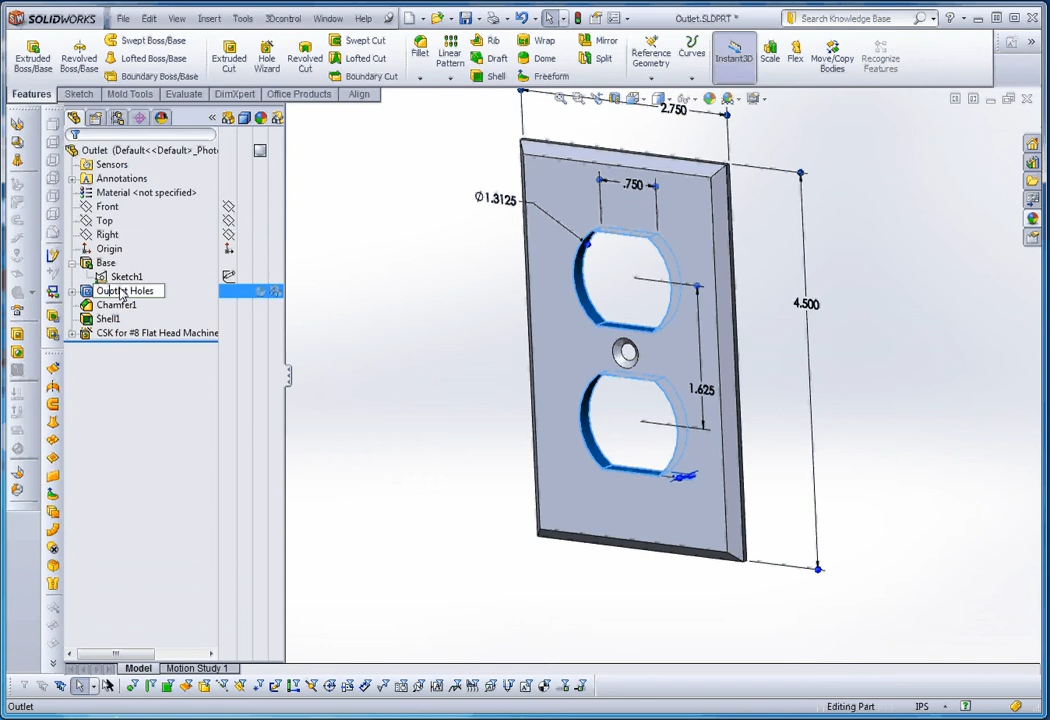 SOLIDWORKS File Edit View Insert Tools 3Dcontrol Window Help Outlet.SLDPRT * Search Knowledge Base
Extruded Boss/Base
Revolved Boss/Base
Swept Boss/Base
Lofted Boss/Base
Boundary Boss/Base
Extruded Cut
Hole Wizard
Revolved Cut
Swept Cut
Lofted Cut
Boundary Cut
Fillet
Linear Pattern
Rib
Draft
Shell
Wrap
Dome
Freeform
Mirror
Split
Reference Geometry
Curves
Instant3D
Scale
Flex
Move/Copy Bodies
Recognize Features
Features Sketch Mold Tools Evaluate DimXpert Office Products Align
Outlet (Default<<Default>_Phot
Sensors
Annotations
Material <not specified>
Front
Top
Right
Origin
Base
Sketch1
Chamfer1
Shell1
CSK for #8 Flat Head Machine
2.750
.750
Ø1.3125
4.500
1.625
Model Motion Study 1
Outlet Editing Part IPS